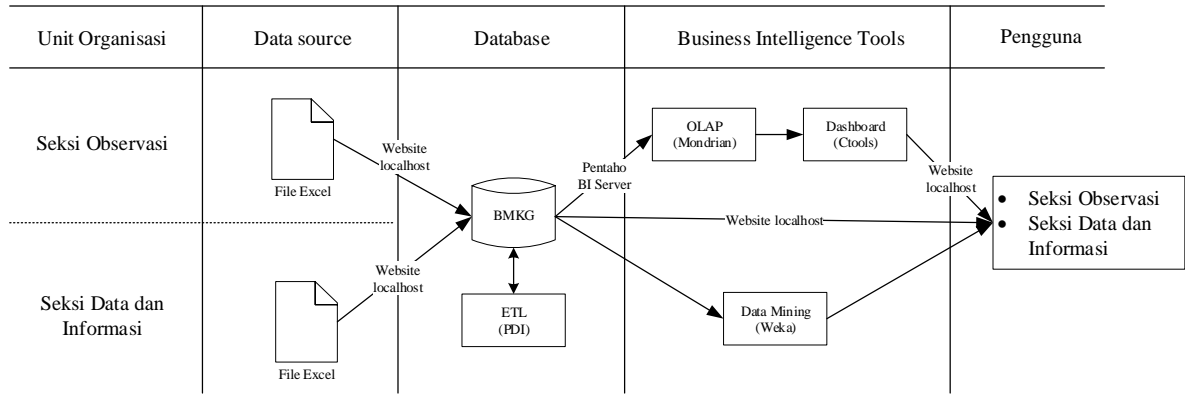 Unit Organisasi
Data source
Database
Business Intelligence Tools
Pengguna
Seksi Observasi
File Excel
Website
localhost
Seksi Data dan
Informasi
File Excel
Website
localhost
BMKG
ETL
(PDI)
Pentaho
BI Server
OLAP
(Mondrian)
Dashboard
(Ctools)
Website
localhost
Website localhost
Data Mining
(Weka)
• Seksi Observasi
• Seksi Data dan
Informasi